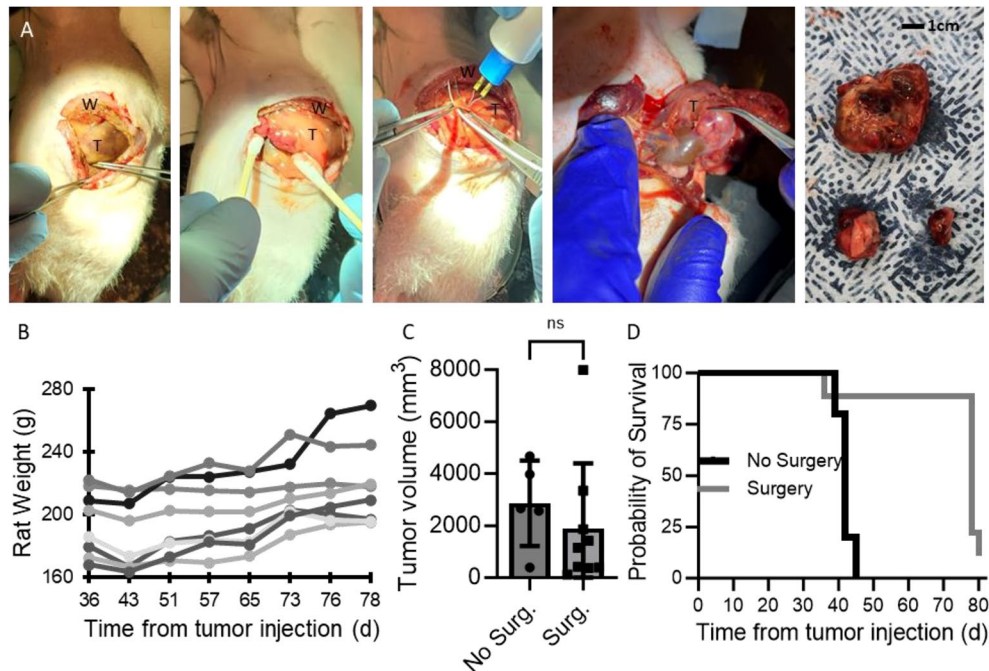 A
W
T
W
T
W
T
T
1cm
B
Rat Weight (g)
280
240
200
160
36 43 51 57 65 73 76 78
Time from tumor injection (d)
C
ns
Tumor volume (mm³)
8000
6000
4000
2000
0
No Surg.
Surg.
D
Probability of Survival
100
75
50
25
0
No Surgery
Surgery
0 10 20 30 40 50 60 70 80
Time from tumor injection (d)